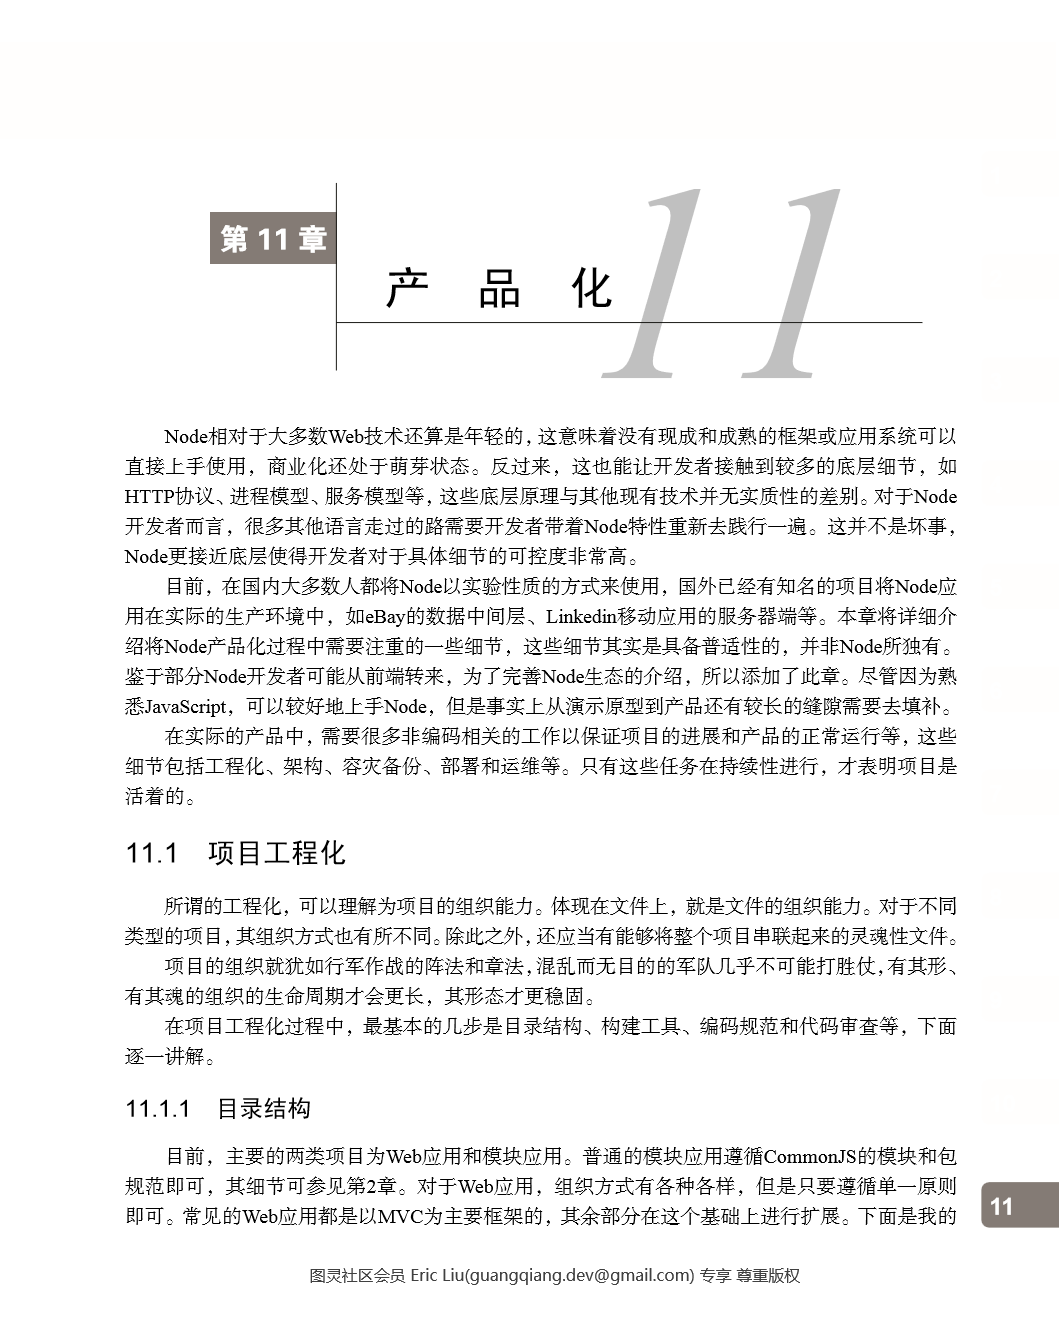 第 11 章
11
产 品 化
Node相对于大多数Web技术还算是年轻的，这意味着没有现成和成熟的框架或应用系统可以
直接上手使用，商业化还处于萌芽状态。反过来，这也能让开发者接触到较多的底层细节，如
HTTP协议、进程模型、服务模型等，这些底层原理与其他现有技术并无实质性的差别。对于Node
开发者而言，很多其他语言走过的路需要开发者带着Node特性重新去践行一遍。这并不是坏事，
Node更接近底层使得开发者对于具体细节的可控度非常高。
目前，在国内大多数人都将Node以实验性质的方式来使用，国外已经有知名的项目将Node应
用在实际的生产环境中，如eBay的数据中间层、Linkedin移动应用的服务器端等。本章将详细介
绍将Node产品化过程中需要注重的一些细节，这些细节其实是具备普适性的，并非Node所独有。
鉴于部分Node开发者可能从前端转来，为了完善Node生态的介绍，所以添加了此章。尽管因为熟
悉JavaScript，可以较好地上手Node，但是事实上从演示原型到产品还有较长的缝隙需要去填补。
在实际的产品中，需要很多非编码相关的工作以保证项目的进展和产品的正常运行等，这些
细节包括工程化、架构、容灾备份、部署和运维等。只有这些任务在持续性进行，才表明项目是
活着的。
11.1 项目工程化
所谓的工程化，可以理解为项目的组织能力。体现在文件上，就是文件的组织能力。对于不同
类型的项目，其组织方式也有所不同。除此之外，还应当有能够将整个项目串联起来的灵魂性文件。
项目的组织就犹如行军作战的阵法和章法，混乱而无目的的军队几乎不可能打胜仗，有其形、
有其魂的组织的生命周期才会更长，其形态才更稳固。
在项目工程化过程中，最基本的几步是目录结构、构建工具、编码规范和代码审查等，下面
逐一讲解。
11.1.1 目录结构
目前，主要的两类项目为Web应用和模块应用。普通的模块应用遵循CommonJS的模块和包
规范即可，其细节可参见第2章。对于Web应用，组织方式有各种各样，但是只要遵循单一原则
即可。常见的Web应用都是以MVC为主要框架的，其余部分在这个基础上进行扩展。下面是我的
11
图灵社区会员 Eric Liu(guangqiang.dev@gmail.com) 专享 尊重版权